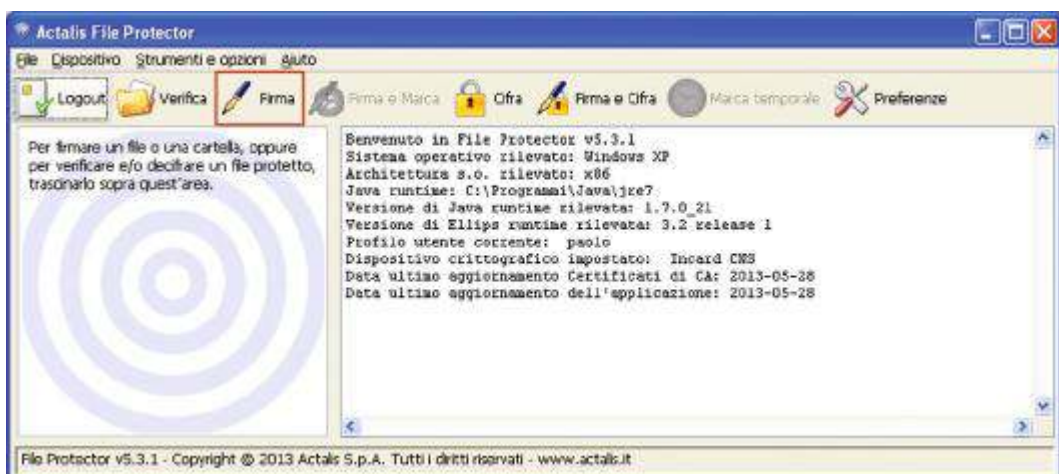 Actalis File Protector
File Dispositivo Strumenti e opzioni Aiuto
Logout Verifica Firma Firma e Marca Cifra Firma e Cifra Marca temporale Preferenze
Per firmare un file o una cartella, oppure
per verificare e/o decifrare un file protetto,
trascinarlo sopra quest'area.
Benvenuto in File Protector v5.3.1
Sistema operativo rilevato: Windows XP
Architettura s.o. rilevato: x86
Java runtime: C:\Programmi\Java\jre7
Versione di Java runtime rilevata: 1.7.0_21
Versione di Ellips runtime rilevata: 3.2 release 1
Profilo utente corrente: paolo
Dispositivo crittografico impostato: Incard CNS
Data ultimo aggiornamento Certificati di CA: 2013-05-28
Data ultimo aggiornamento dell'applicazione: 2013-05-28
File Protector v5.3.1 - Copyright © 2013 Actalis S.p.A. Tutti i diritti riservati - www.actalis.it